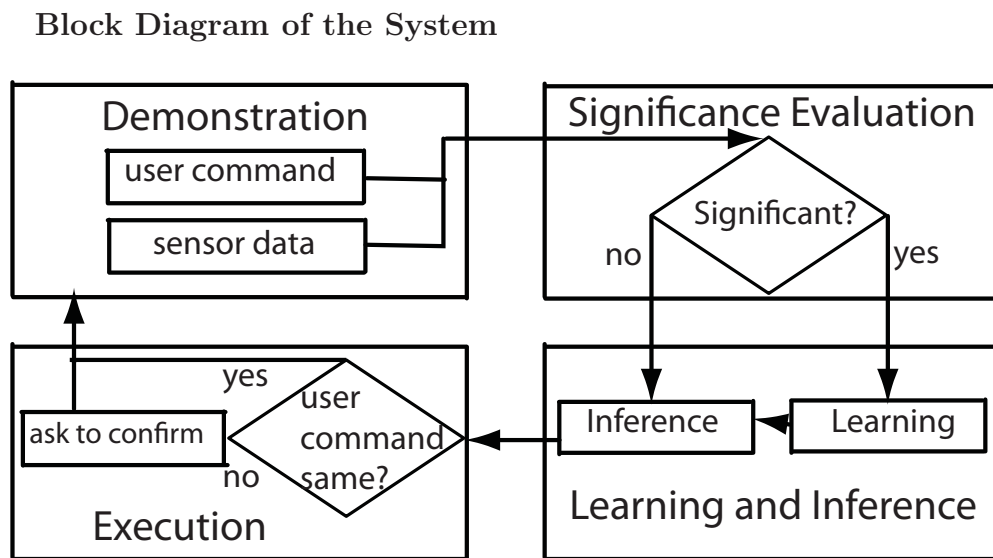 Block Diagram of the System
Demonstration
user command
sensor data
Significance Evaluation
Significant?
no
yes
yes
user
command
same?
ask to confirm
no
Execution
Inference
Learning
Learning and Inference